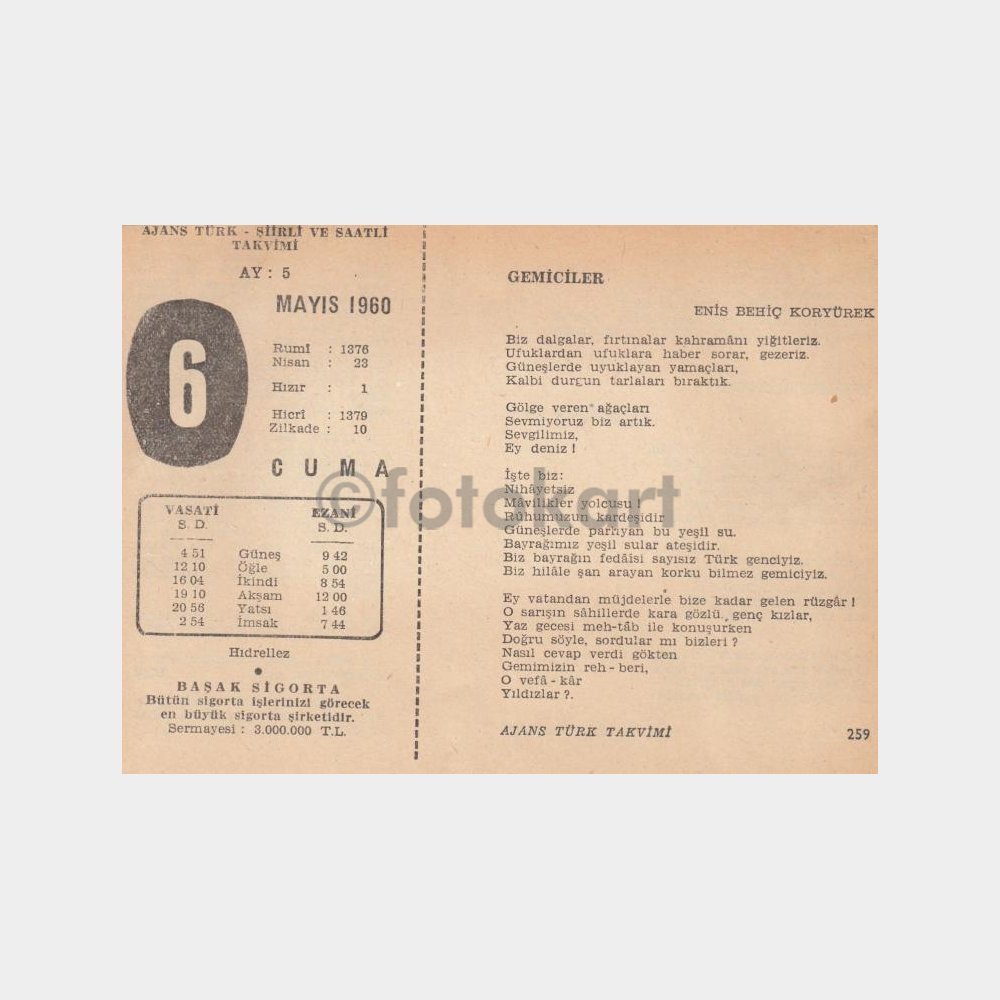 AJANS TÜRK - ŞİİRLİ VE SAATLİ
TAKVİMİ
AY : 5
6
MAYIS 1960
Rumî : 1376
Nisan : 23
Hızır : 1
Hicrî : 1379
Zilkade : 10
CUMA
VASATİ EZANİ
S. D. S. D.
4 51 Güneş 9 42
12 10 Öğle 5 00
16 04 İkindi 8 54
19 10 Akşam 12 00
20 56 Yatsı 1 46
2 54 İmsak 7 44
Hıdrellez
BAŞAK SİGORTA
Bütün sigorta işlerinizi görecek
en büyük sigorta şirketidir.
Sermayesi : 3.000.000 T.L.
GEMİCİLER
ENİS BEHİÇ KORYÜREK
Biz dalgalar, fırtınalar kahramânı yiğitleriz.
Ufuklardan ufuklara haber sorar, gezeriz.
Güneşlerde uyuklayan yamaçları,
Kalbi durgun tarlaları bıraktık.
Gölge veren ağaçları
Sevmiyoruz biz artık.
Sevgilimiz,
Ey deniz !
İşte biz:
Nihâyetsiz
Mâvilikler yolcusu !
Rûhumuzun kardeşidir
Güneşlerde parlıyan bu yeşil su.
Bayrağımız yeşil sular ateşidir.
Biz bayrağın fedâisi sayısız Türk genciyiz.
Biz hilâle şan arayan korku bilmez gemiciyiz.
Ey vatandan müjdelerle bize kadar gelen rüzgâr !
O sarışın sâhillerde kara gözlü, genç kızlar,
Yaz gecesi meh-tâb ile konuşurken
Doğru söyle, sordular mı bizleri ?
Nasıl cevap verdi gökten
Gemimizin reh - beri,
O vefâ - kâr
Yıldızlar ?.
AJANS TÜRK TAKVİMİ 259
©fotokart